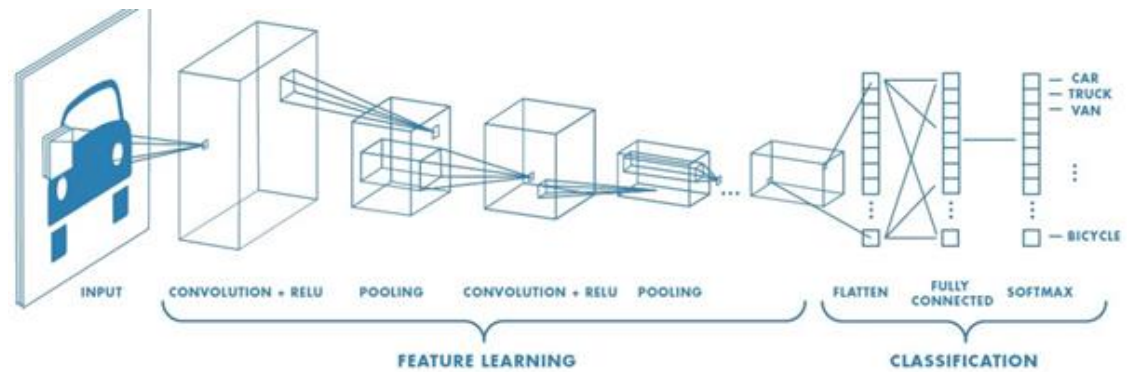 CAR
TRUCK
VAN
BICYCLE
INPUT
CONVOLUTION + RELU
POOLING
CONVOLUTION + RELU
POOLING
FLATTEN
FULLY
CONNECTED
SOFTMAX
FEATURE LEARNING
CLASSIFICATION